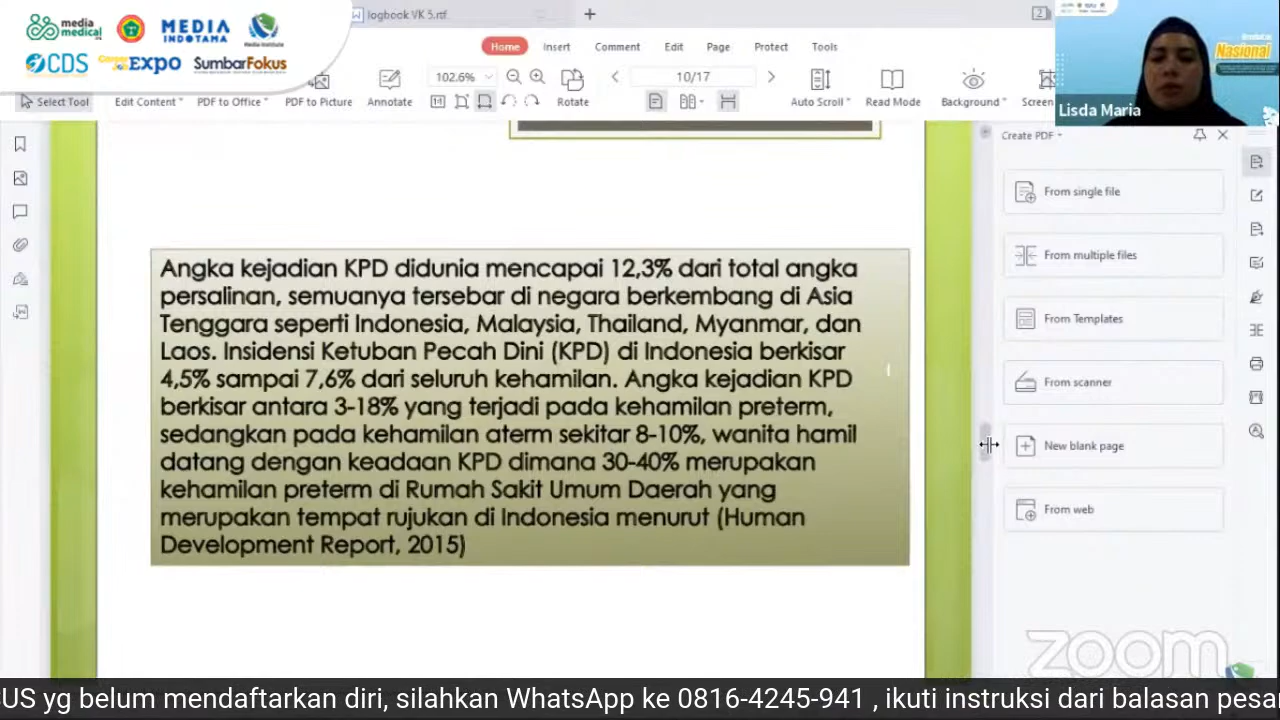 media
medical
MEDIA
INDOTAMA
Media Institute
CDS
Expo
SumbarFokus
logbook VK 5.rtf
2
Home
Insert
Comment
Edit
Page
Protect
Tools
102.6%
10/17
Select Tool
Edit Content
PDF to Office
PDF to Picture
Annotate
Rotate
Auto Scroll
Read Mode
Background
Screen
Nasional
Lisda Maria
Create PDF
From single file
From multiple files
From Templates
From scanner
New blank page
From web
Angka kejadian KPD didunia mencapai 12,3% dari total angka
persalinan, semuanya tersebar di negara berkembang di Asia
Tenggara seperti Indonesia, Malaysia, Thailand, Myanmar, dan
Laos. Insidensi Ketuban Pecah Dini (KPD) di Indonesia berkisar
4,5% sampai 7,6% dari seluruh kehamilan. Angka kejadian KPD
berkisar antara 3-18% yang terjadi pada kehamilan preterm,
sedangkan pada kehamilan aterm sekitar 8-10%, wanita hamil
datang dengan keadaan KPD dimana 30-40% merupakan
kehamilan preterm di Rumah Sakit Umum Daerah yang
merupakan tempat rujukan di Indonesia menurut (Human
Development Report, 2015)
zoom
US yg belum mendaftarkan diri, silahkan WhatsApp ke 0816-4245-941 , ikuti instruksi dari balasan pesa